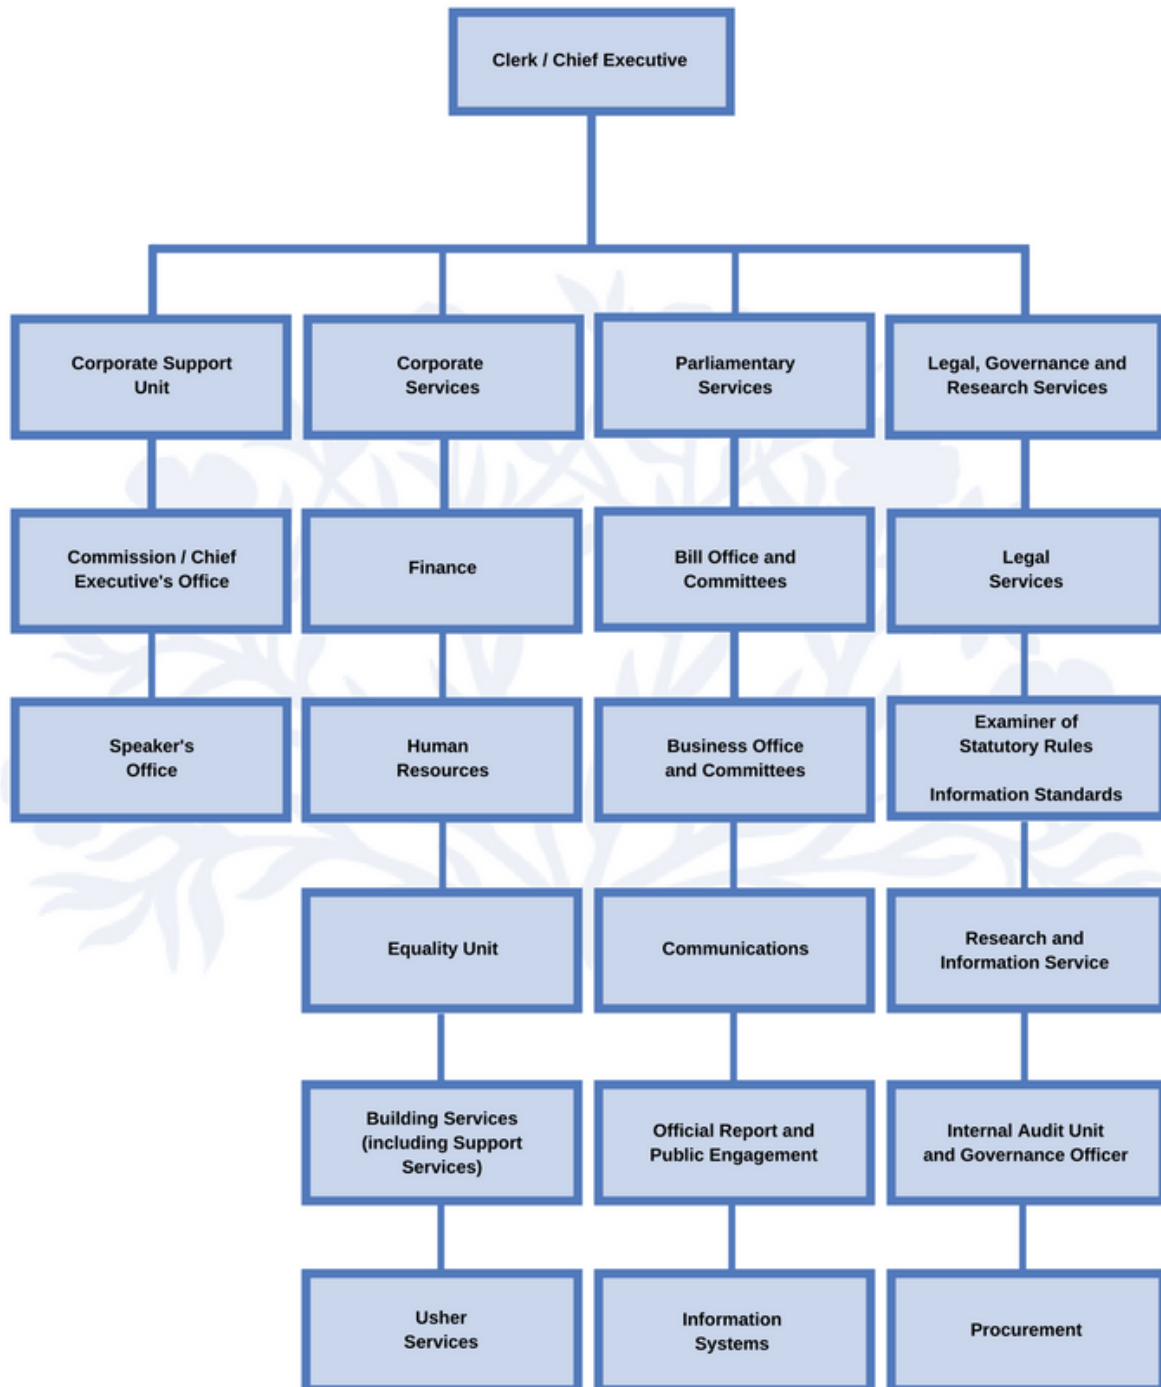 Clerk / Chief Executive
Corporate Support
Unit
Corporate
Services
Parliamentary
Services
Legal, Governance and
Research Services
Commission / Chief
Executive's Office
Finance
Bill Office and
Committees
Legal
Services
Speaker's
Office
Human
Resources
Business Office
and Committees
Examiner of
Statutory Rules
Information Standards
Equality Unit
Communications
Research and
Information Service
Building Services
(including Support
Services)
Official Report and
Public Engagement
Internal Audit Unit
and Governance Officer
Usher
Services
Information
Systems
Procurement